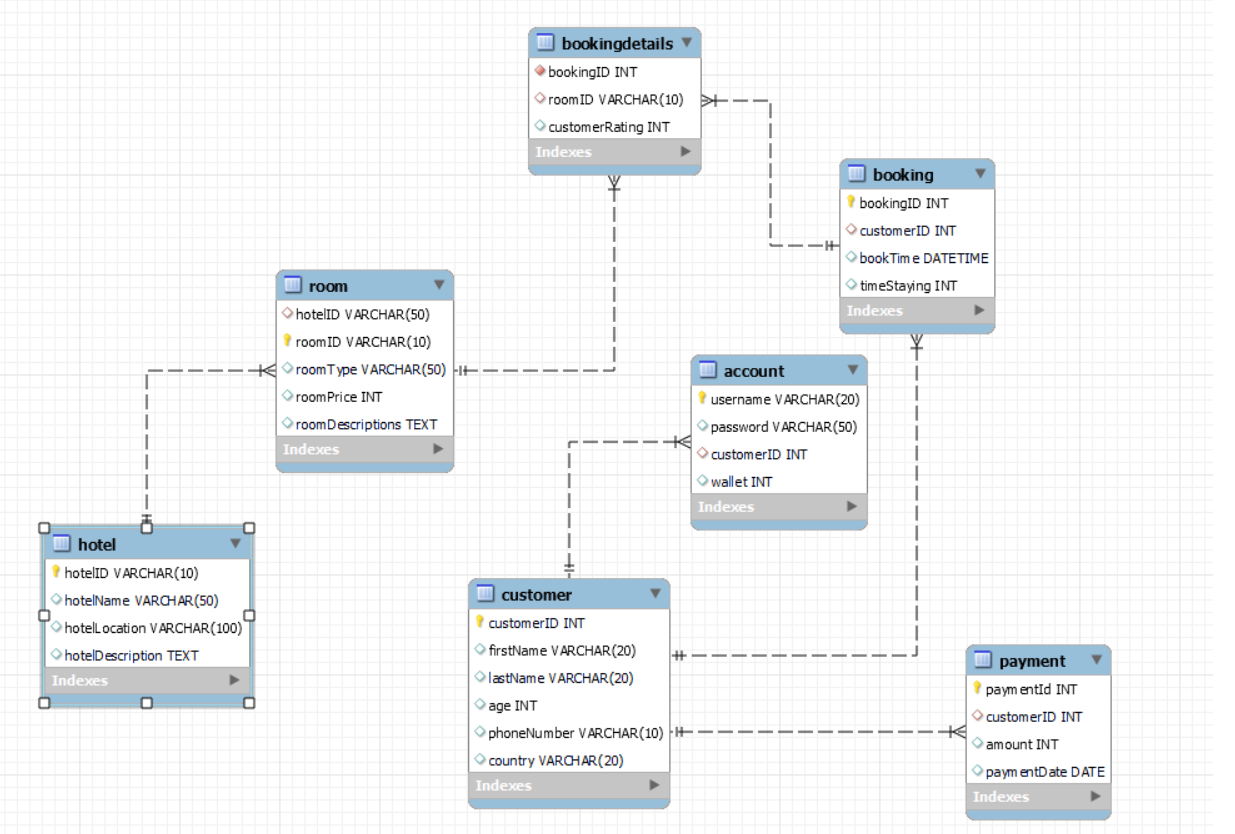 bookingdetails
bookingID INT
roomID VARCHAR(10)
customerRating INT
Indexes
booking
bookingID INT
customerID INT
bookTime DATETIME
timeStaying INT
Indexes
room
hotelID VARCHAR(50)
roomID VARCHAR(10)
roomType VARCHAR(50)
roomPrice INT
roomDescriptions TEXT
Indexes
account
username VARCHAR(20)
password VARCHAR(50)
customerID INT
wallet INT
Indexes
hotel
hotelID VARCHAR(10)
hotelName VARCHAR(50)
hotelLocation VARCHAR(100)
hotelDescription TEXT
Indexes
customer
customerID INT
firstName VARCHAR(20)
lastName VARCHAR(20)
age INT
phoneNumber VARCHAR(10)
country VARCHAR(20)
Indexes
payment
paymentId INT
customerID INT
amount INT
paymentDate DATE
Indexes